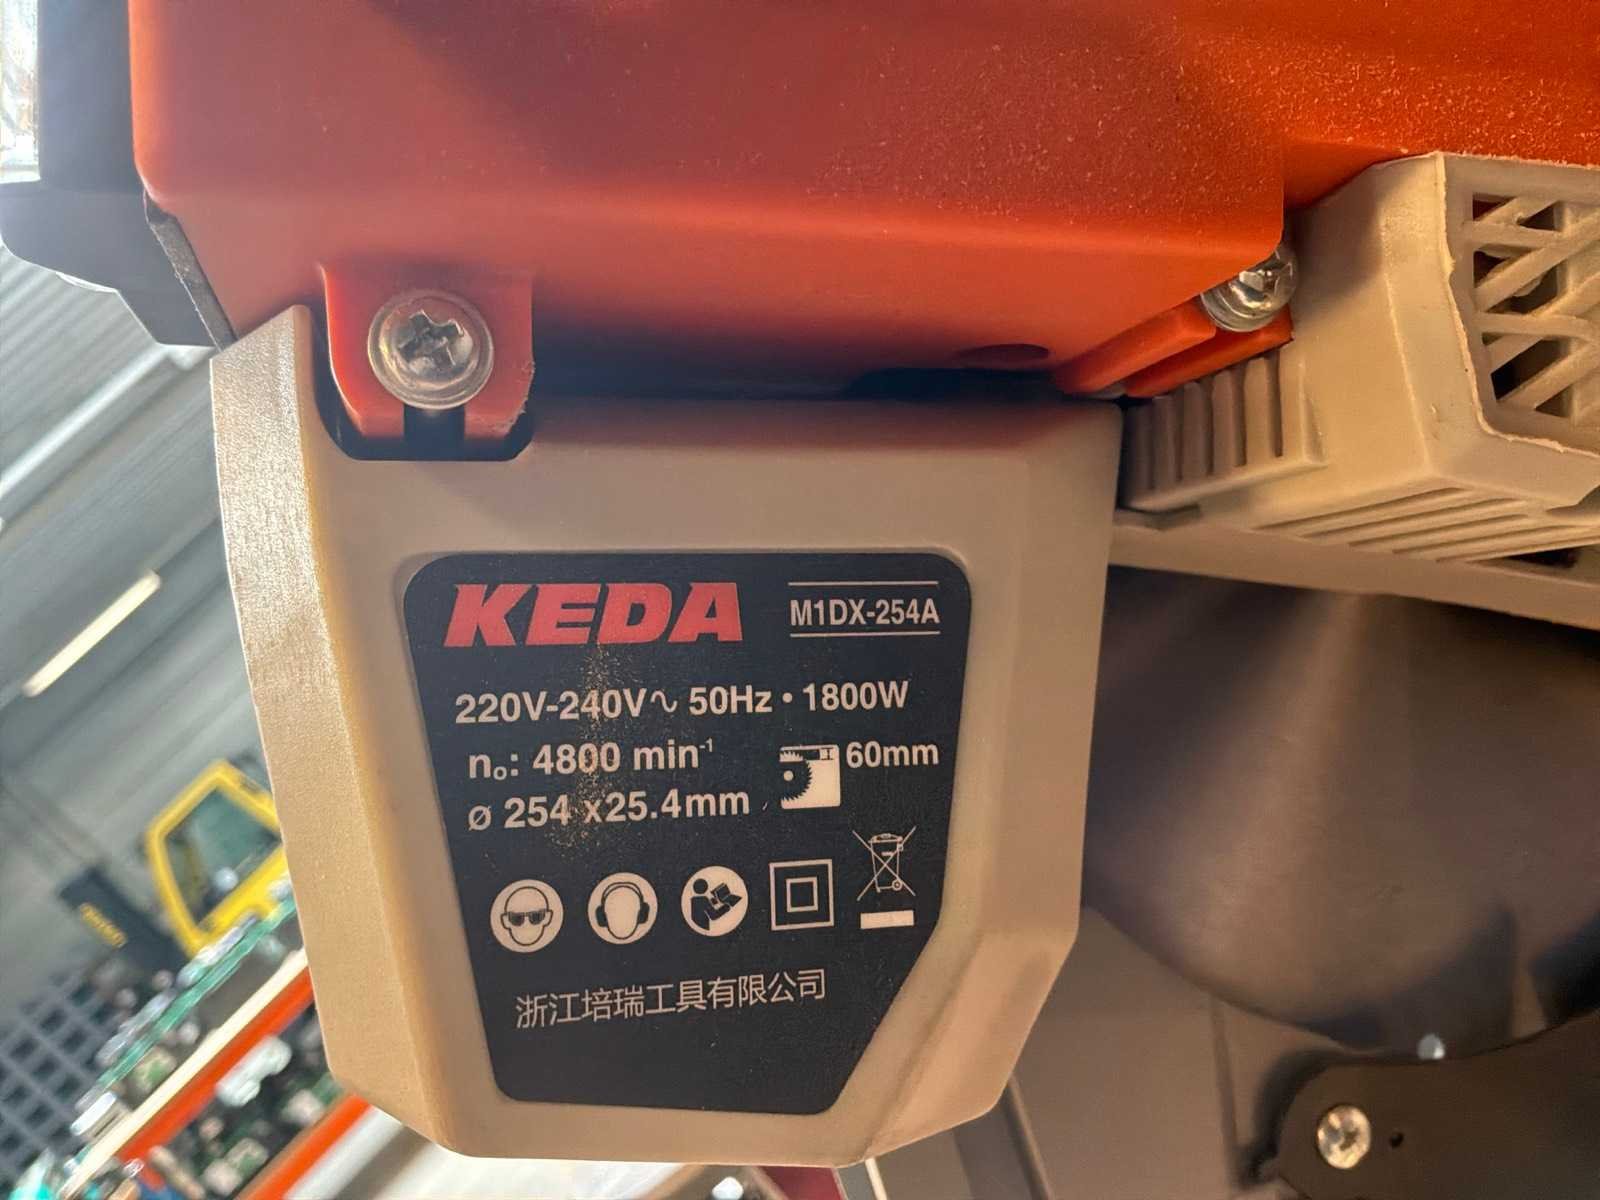 KEDA M1DX-254A
220V-240V∿ 50Hz • 1800W
n₀: 4800 min⁻¹ 60mm
ø 254 x25.4mm
浙江培瑞工具有限公司